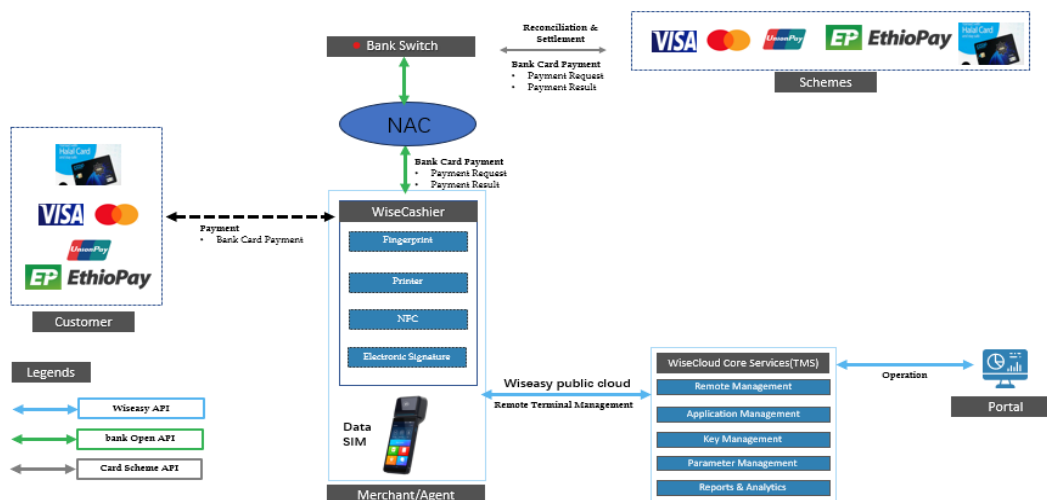 Bank Switch
Reconciliation &
Settlement
Bank Card Payment
• Payment Request
• Payment Result
VISA
UnionPay
EP EthioPay
Halal Card
Schemes
NAC
Bank Card Payment
• Payment Request
• Payment Result
Halal Card
VISA
UnionPay
EP EthioPay
Customer
Payment
• Bank Card Payment
WiseCashier
Fingerprint
Printer
NFC
Electronic Signature
Data
SIM
Merchant/Agent
Wiseasy public cloud
Remote Terminal Management
WiseCloud Core Services(TMS)
Remote Management
Application Management
Key Management
Parameter Management
Reports & Analytics
Operation
Portal
Legends
Wiseasy API
bank Open API
Card Scheme API